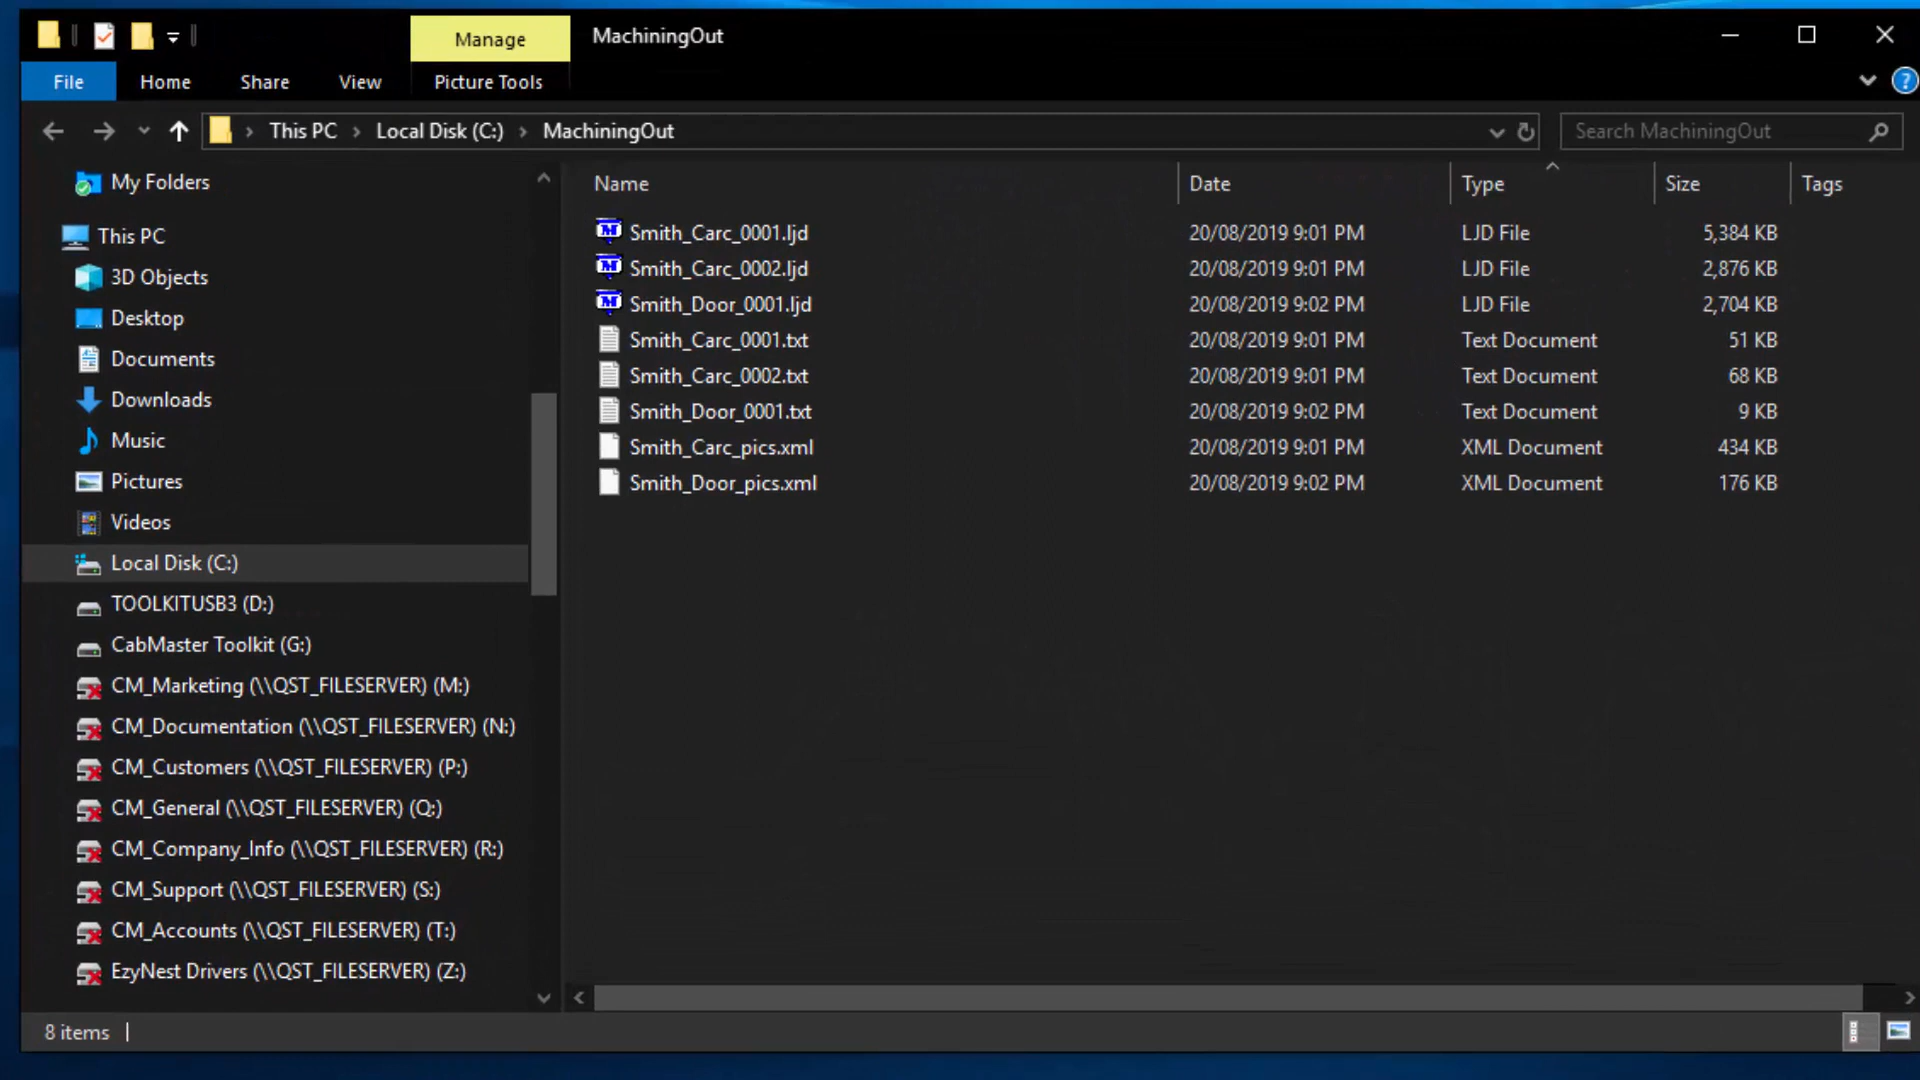 Manage
MachiningOut
File
Home
Share
View
Picture Tools
?
This PC
Local Disk (C:)
MachiningOut
Search MachiningOut
My Folders
This PC
3D Objects
Desktop
Documents
Downloads
Music
Pictures
Videos
Local Disk (C:)
TOOLKITUSB3 (D:)
CabMaster Toolkit (G:)
CM_Marketing (\\QST_FILESERVER) (M:)
CM_Documentation (\\QST_FILESERVER) (N:)
CM_Customers (\\QST_FILESERVER) (P:)
CM_General (\\QST_FILESERVER) (Q:)
CM_Company_Info (\\QST_FILESERVER) (R:)
CM_Support (\\QST_FILESERVER) (S:)
CM_Accounts (\\QST_FILESERVER) (T:)
EzyNest Drivers (\\QST_FILESERVER) (Z:)
Name Date Type Size Tags
Smith_Carc_0001.ljd 20/08/2019 9:01 PM LJD File 5,384 KB
Smith_Carc_0002.ljd 20/08/2019 9:01 PM LJD File 2,876 KB
Smith_Door_0001.ljd 20/08/2019 9:02 PM LJD File 2,704 KB
Smith_Carc_0001.txt 20/08/2019 9:01 PM Text Document 51 KB
Smith_Carc_0002.txt 20/08/2019 9:01 PM Text Document 68 KB
Smith_Door_0001.txt 20/08/2019 9:02 PM Text Document 9 KB
Smith_Carc_pics.xml 20/08/2019 9:01 PM XML Document 434 KB
Smith_Door_pics.xml 20/08/2019 9:02 PM XML Document 176 KB
8 items